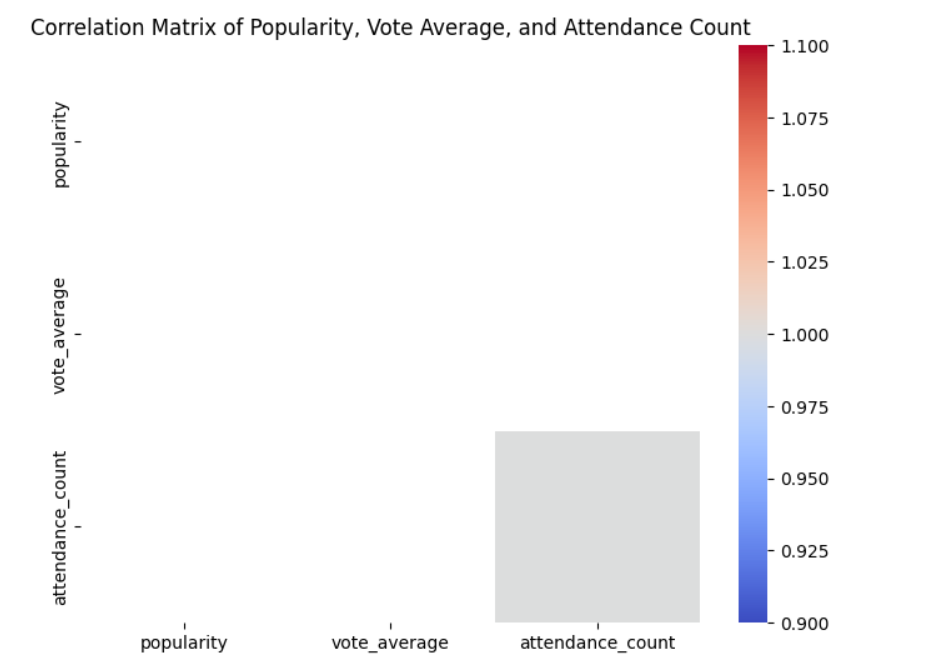 Correlation Matrix of Popularity, Vote Average, and Attendance Count
popularity
vote_average
attendance_count
popularity
vote_average
attendance_count
1.100
1.075
1.050
1.025
1.000
0.975
0.950
0.925
0.900